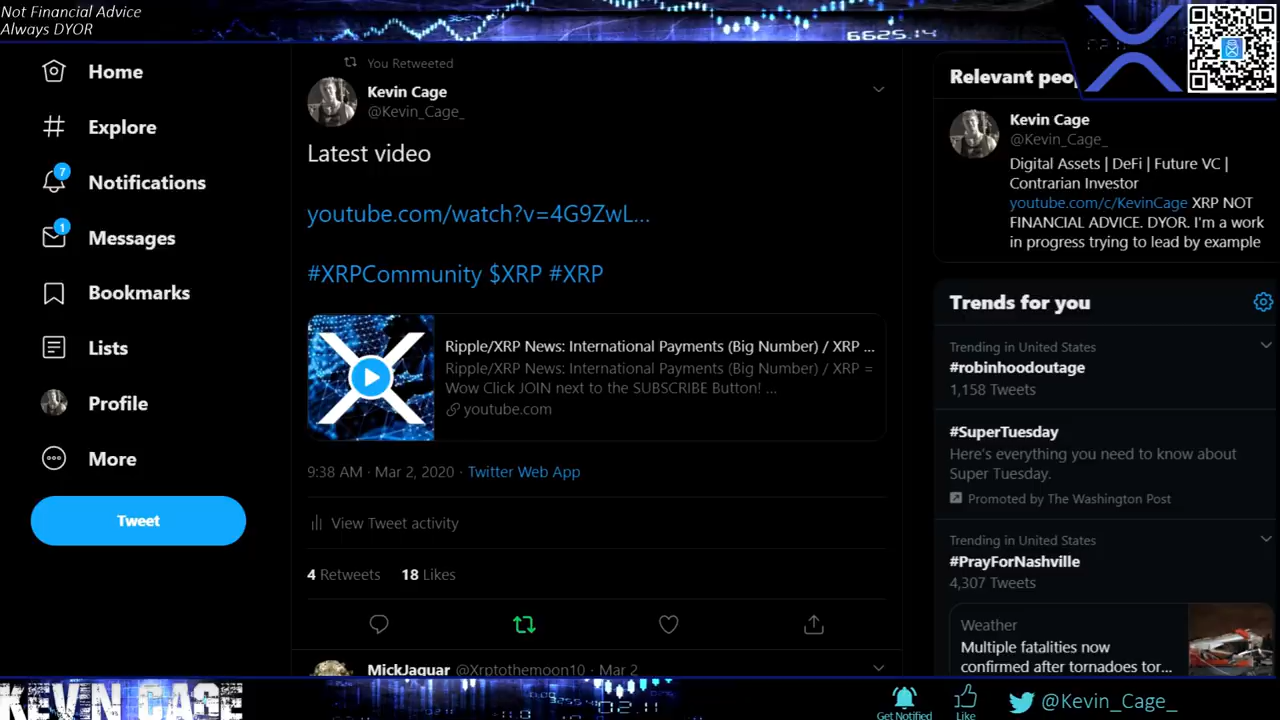 Not Financial Advice
Always DYOR
6625.14
Home
Explore
7
Notifications
1
Messages
Bookmarks
Lists
Profile
More
Tweet
You Retweeted
Kevin Cage
@Kevin_Cage_
Latest video
youtube.com/watch?v=4G9ZwL...
#XRPCommunity $XRP #XRP
Ripple/XRP News: International Payments (Big Number) / XRP ...
Ripple/XRP News: International Payments (Big Number) / XRP =
Wow Click JOIN next to the SUBSCRIBE Button! ...
youtube.com
9:38 AM · Mar 2, 2020 · Twitter Web App
View Tweet activity
4 Retweets 18 Likes
MickJaguar @Xrptothemoon10 · Mar 2
Relevant peo
Kevin Cage
@Kevin_Cage_
Digital Assets | DeFi | Future VC |
Contrarian Investor
youtube.com/c/KevinCage XRP NOT
FINANCIAL ADVICE. DYOR. I'm a work
in progress trying to lead by example
Trends for you
Trending in United States
#robinhoodoutage
1,158 Tweets
#SuperTuesday
Here's everything you need to know about
Super Tuesday.
Promoted by The Washington Post
Trending in United States
#PrayForNashville
4,307 Tweets
Weather
Multiple fatalities now
confirmed after tornadoes tor...
KEVIN CAGE
Get Notified
Like
@Kevin_Cage_